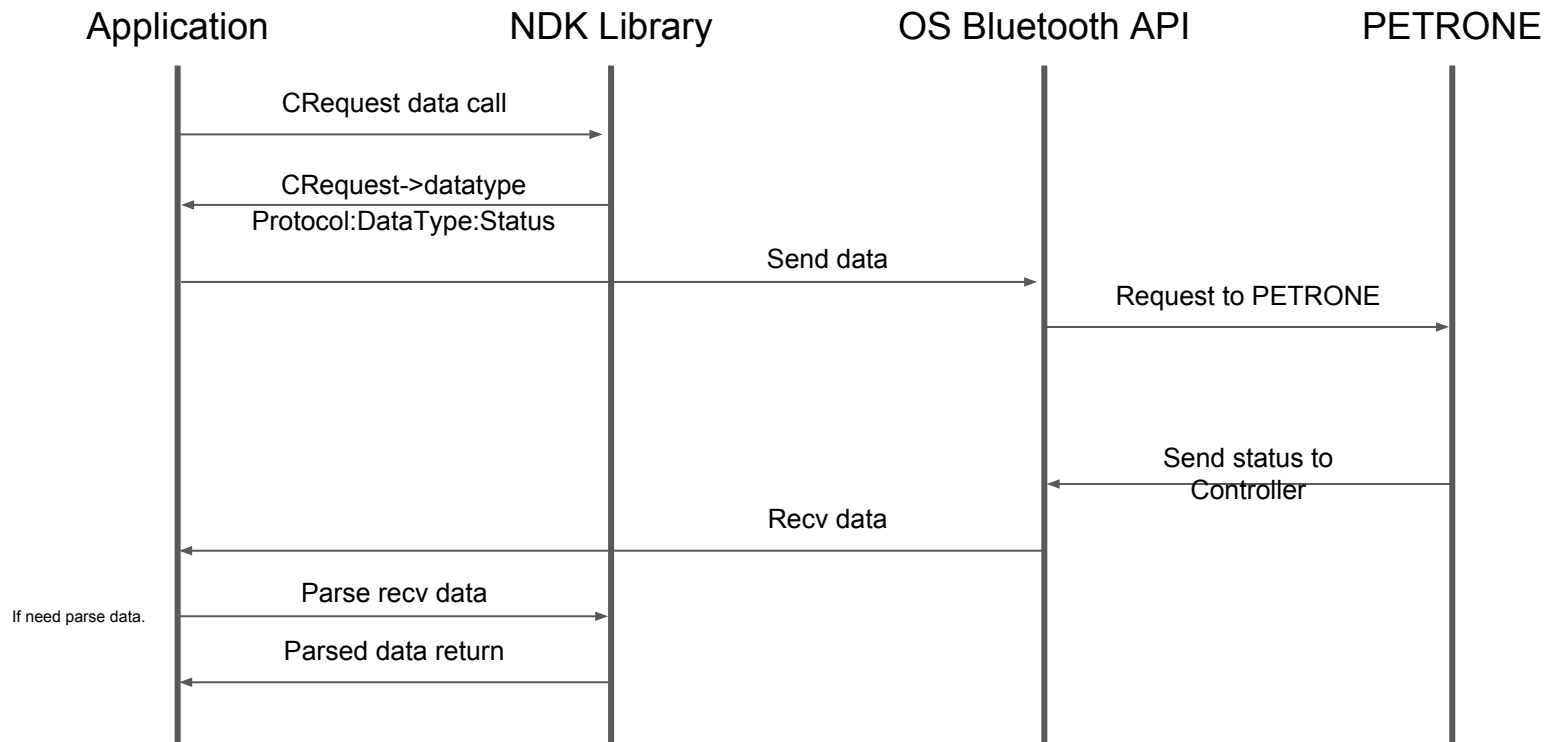 Application
NDK Library
OS Bluetooth API
PETRONE
CRequest data call
CRequest->datatype
Protocol:DataType:Status
Send data
Request to PETRONE
Send status to
Controller
Recv data
Parse recv data
If need parse data.
Parsed data return